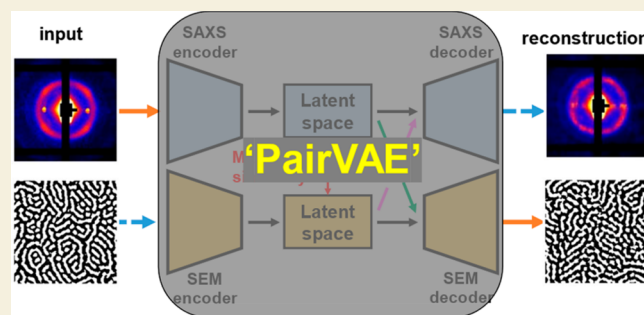 input
SAXS
encoder
SAXS
decoder
reconstruction
Latent
space
'PairVAE'
Latent
space
SEM
encoder
SEM
decoder